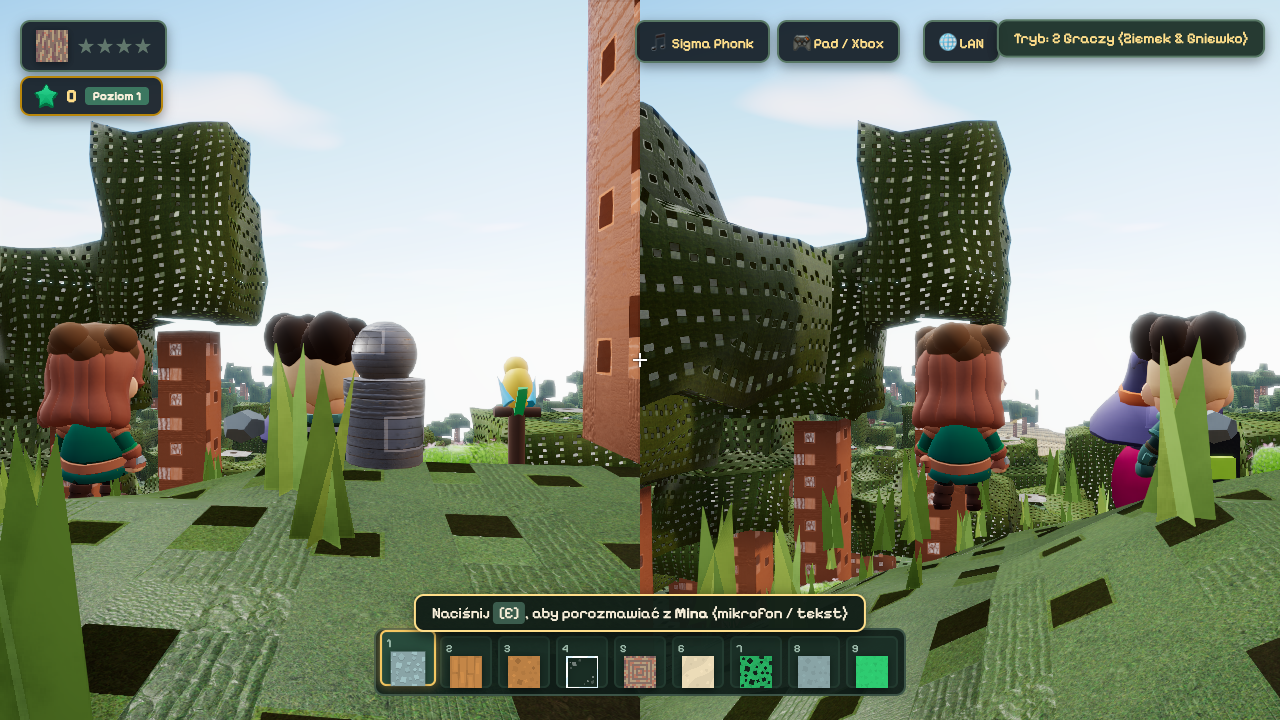 Sigma Phonk
Pad / Xbox
LAN
Tryb: 2 Graczy (Ziemek & Gniewko)
0
Poziom 1
Naciśnij [E], aby porozmawiać z Mina (mikrofon / tekst)
1 2 3 4 5 6 7 8 9